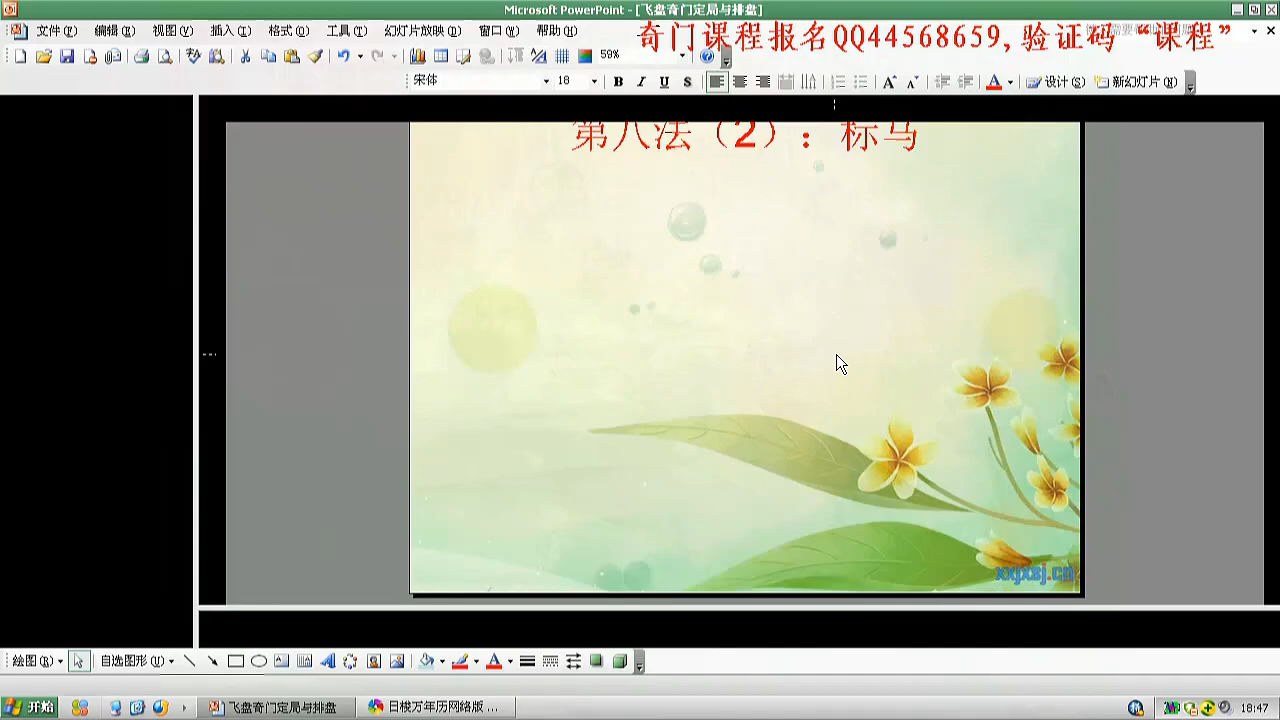 Microsoft PowerPoint - [飞盘奇门定局与排盘]
文件(F) 编辑(E) 视图(V) 插入(I) 格式(O) 工具(T) 幻灯片放映(D) 窗口(W) 帮助(H)
奇门课程报名QQ44568659,验证码 “课程”
59%
宋体 18 B I U S A A A 设计(S) 新幻灯片(N)
第八法（2）：标马
xxjxsj.cn
绘图(R) 自选图形(U)
开始 飞盘奇门定局与排盘 日梭万年历网络版... 18:47